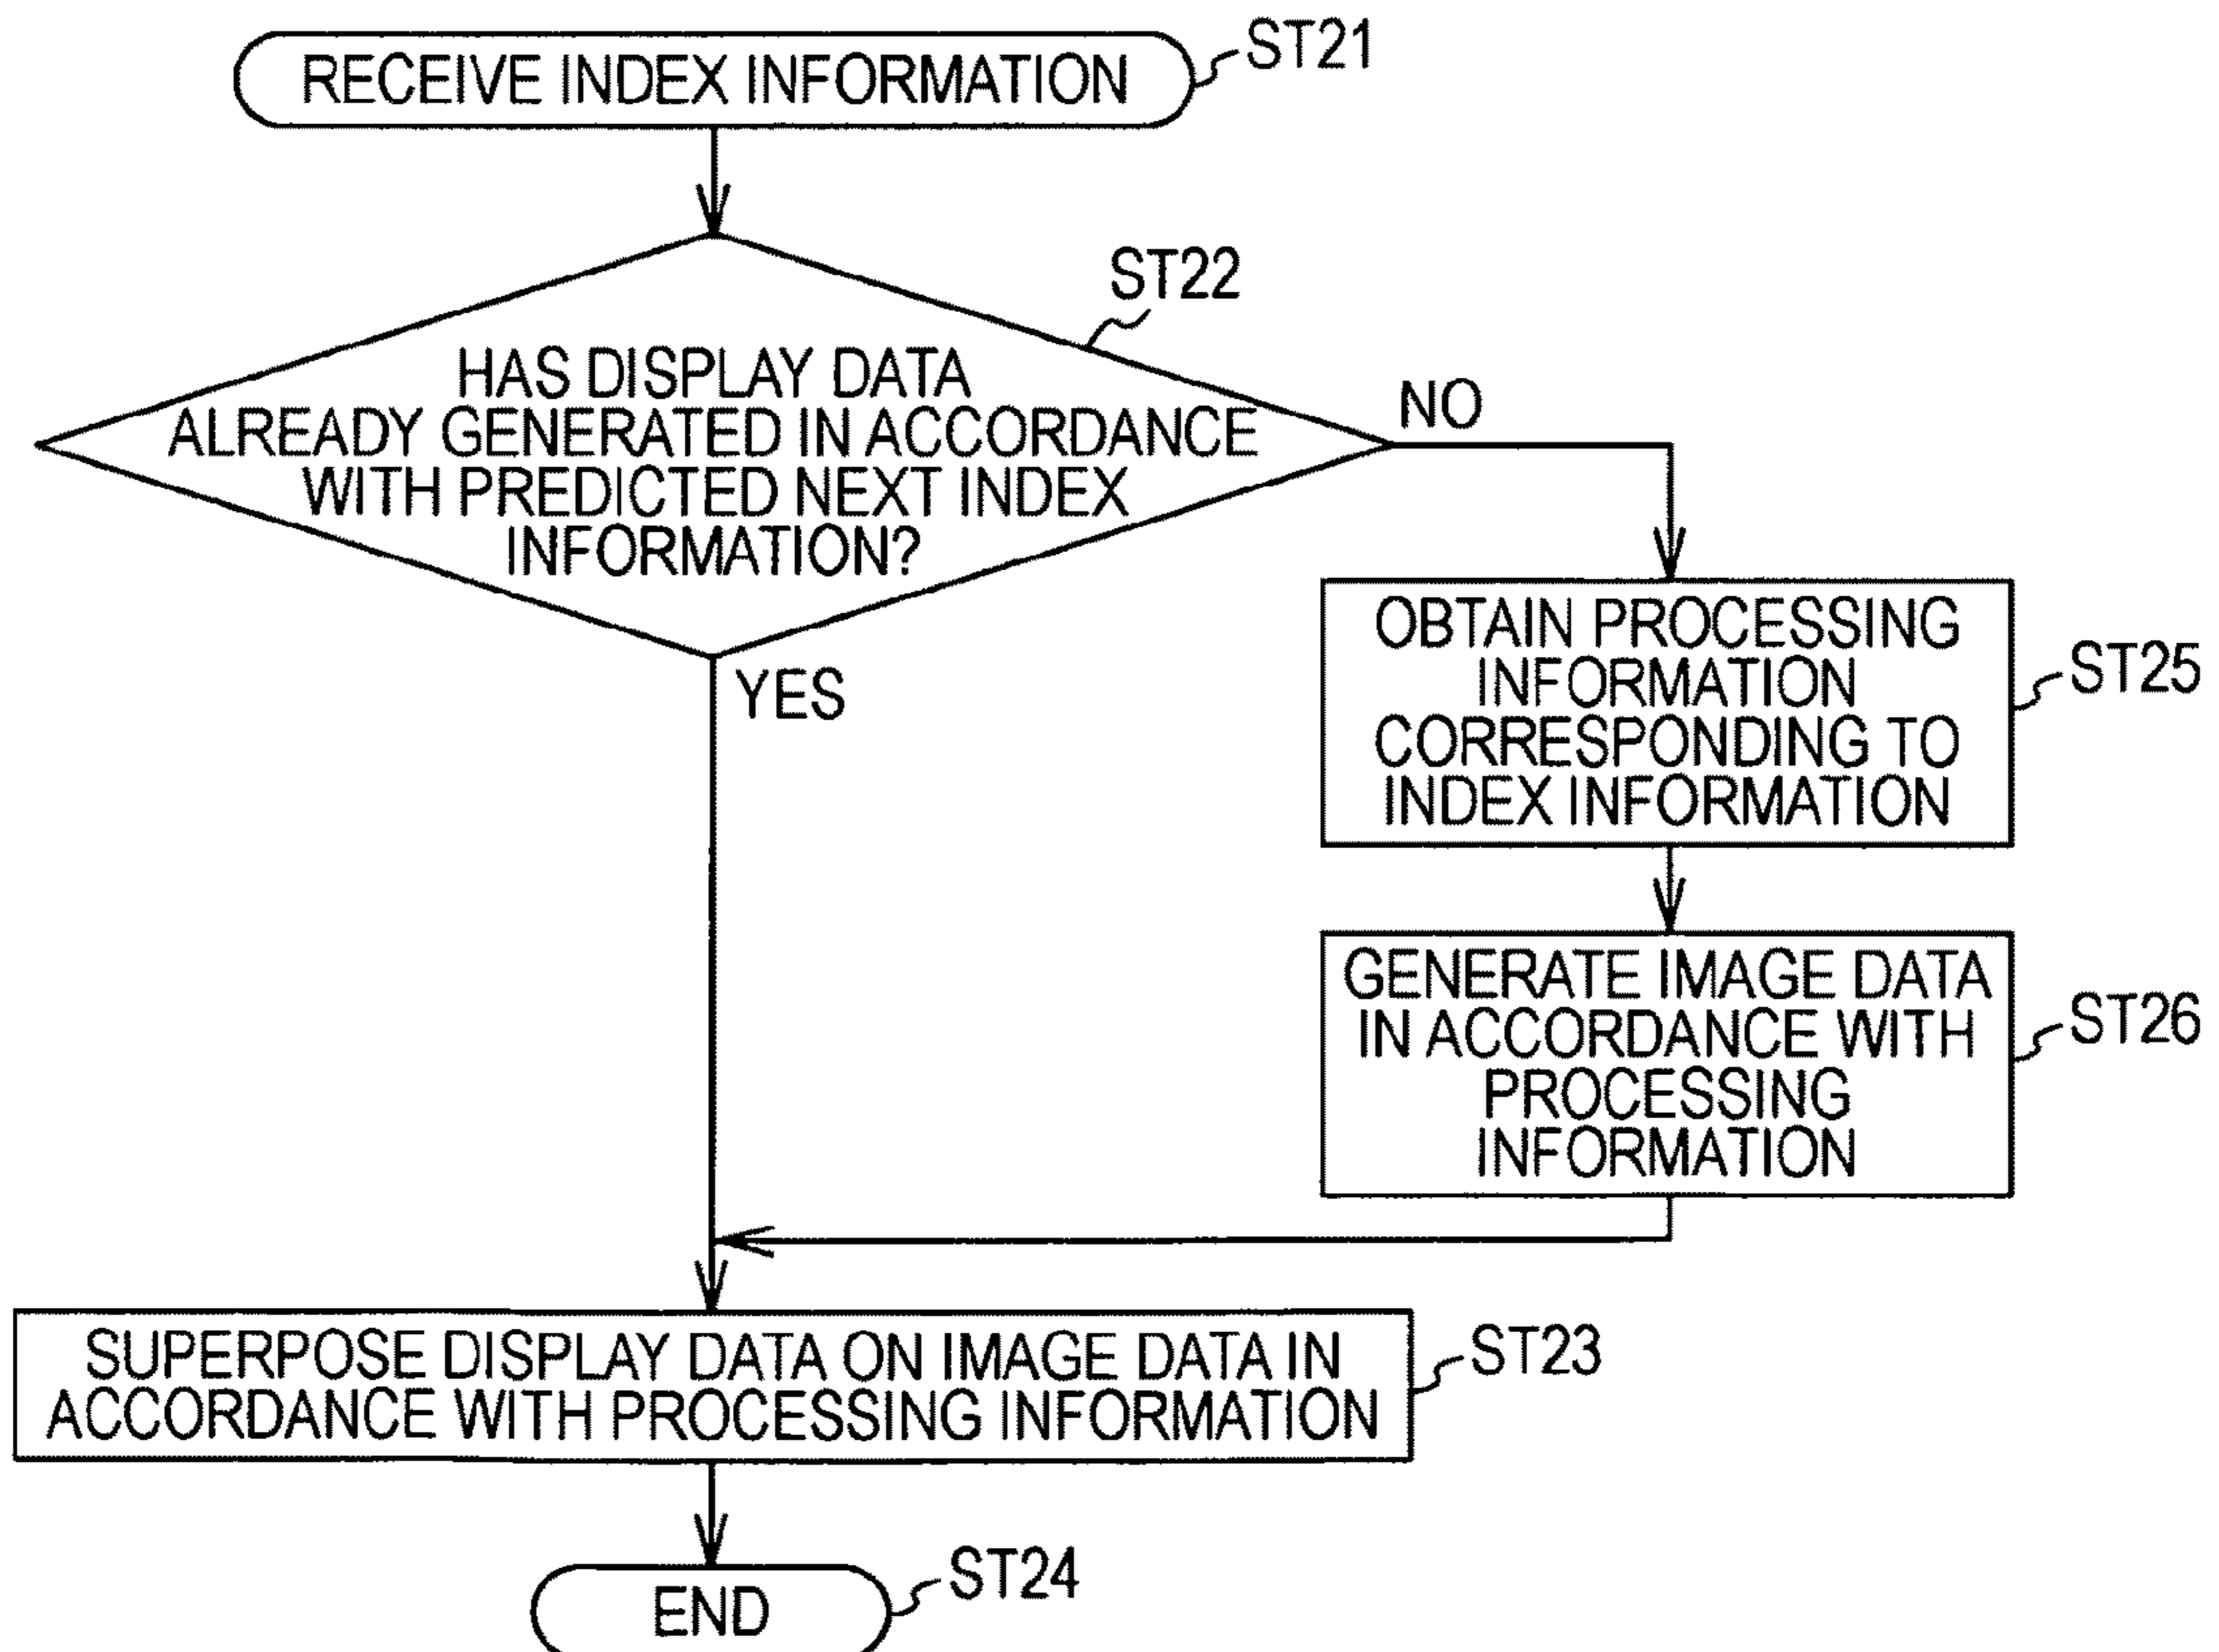 RECEIVE INDEX INFORMATION
ST21
ST22
HAS DISPLAY DATA
ALREADY GENERATED IN ACCORDANCE
WITH PREDICTED NEXT INDEX
INFORMATION?
NO
YES
OBTAIN PROCESSING
INFORMATION
CORRESPONDING TO
INDEX INFORMATION
ST25
GENERATE IMAGE DATA
IN ACCORDANCE WITH
PROCESSING
INFORMATION
ST26
SUPERPOSE DISPLAY DATA ON IMAGE DATA IN
ACCORDANCE WITH PROCESSING INFORMATION
ST23
END
ST24